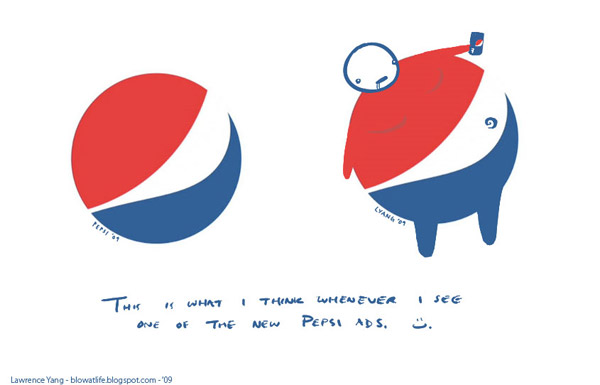 PEPSI '09
LYANG '09
THIS IS WHAT I THINK WHENEVER I SEE
ONE OF THE NEW PEPSI ADS. :).
Lawrence Yang - blowatlife.blogspot.com - '09